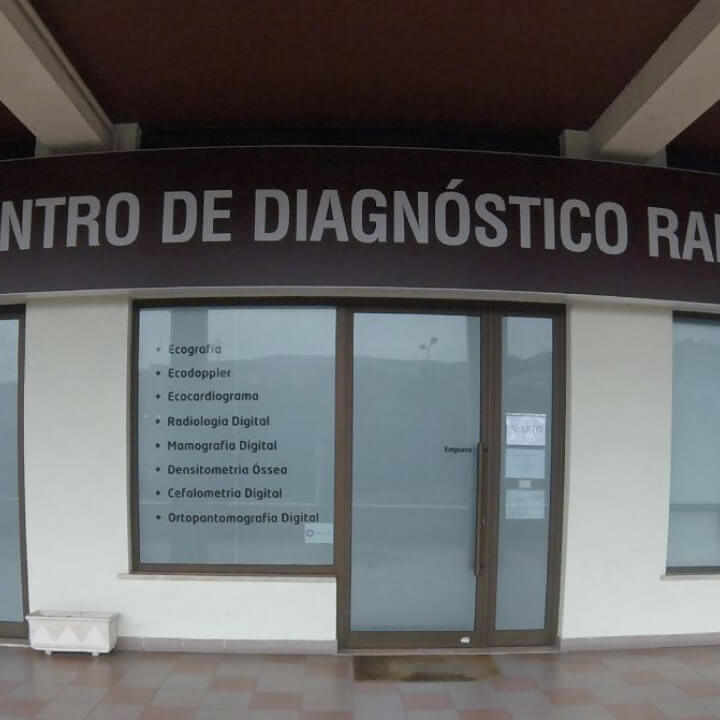 NTRO DE DIAGNÓSTICO RA
• Ecografia
• Ecodoppler
• Ecocardiograma
• Radiologia Digital
• Mamografia Digital
• Densitometria Óssea
• Cefalometria Digital
• Ortopantomografia Digital
Empurre